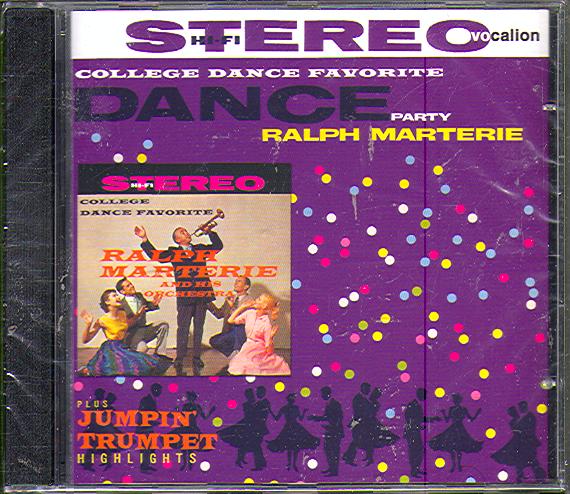 STEREO
HI-FI
vocalion
COLLEGE DANCE FAVORITE
DANCE
PARTY
RALPH MARTERIE
STEREO
HI-FI
COLLEGE
DANCE FAVORITE
RALPH
MARTERIE
AND HIS
ORCHESTRA
PLUS
JUMPIN'
TRUMPET
HIGHLIGHTS